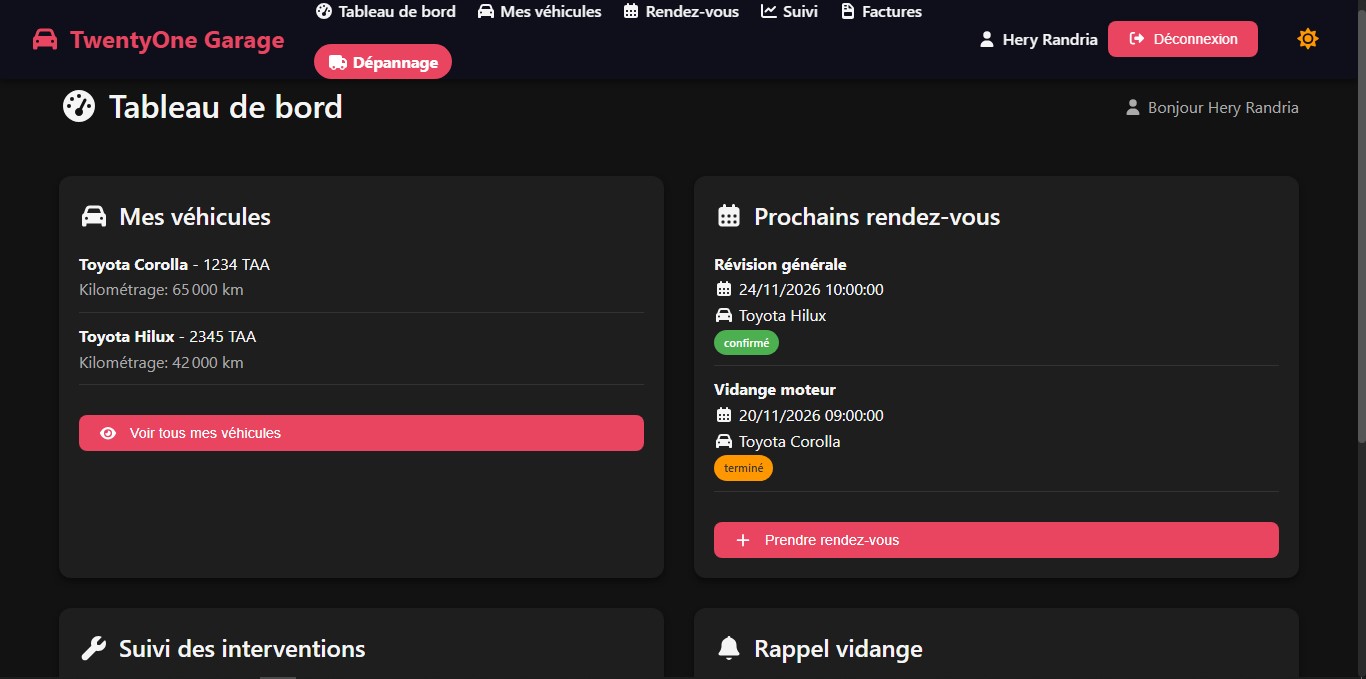 TwentyOne Garage
Tableau de bord
Mes véhicules
Rendez-vous
Suivi
Factures
Dépannage
Hery Randria
Déconnexion
Tableau de bord
Bonjour Hery Randria
Mes véhicules
Toyota Corolla - 1234 TAA
Kilométrage: 65 000 km
Toyota Hilux - 2345 TAA
Kilométrage: 42 000 km
Voir tous mes véhicules
Prochains rendez-vous
Révision générale
24/11/2026 10:00:00
Toyota Hilux
confirmé
Vidange moteur
20/11/2026 09:00:00
Toyota Corolla
terminé
Prendre rendez-vous
Suivi des interventions
Rappel vidange